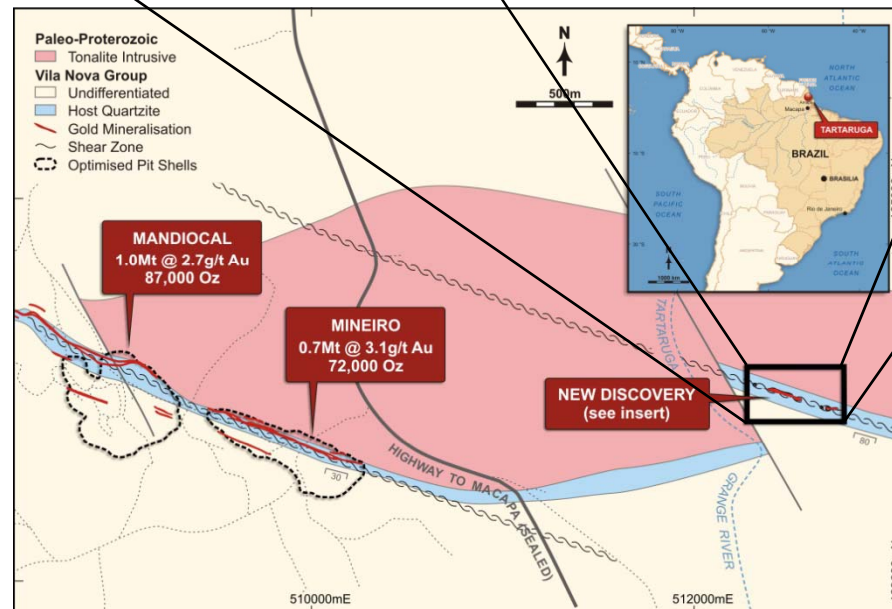 Paleo-Proterozoic
Tonalite Intrusive
Vila Nova Group
Undifferentiated
Host Quartzite
Gold Mineralisation
Shear Zone
Optimised Pit Shells
N
500m
VENEZUELA
COLOMBIA
NORTH
ATLANTIC
OCEAN
Macapa
TARTARUGA
BRAZIL
BRASILIA
Rio de Janeiro
SOUTH
PACIFIC
OCEAN
ARGENTINA
SOUTH
ATLANTIC
OCEAN
N
1000 km
MANDIOCAL
1.0Mt @ 2.7g/t Au
87,000 Oz
MINEIRO
0.7Mt @ 3.1g/t Au
72,000 Oz
NEW DISCOVERY
(see insert)
TARTARUGA
GRANGE RIVER
HIGHWAY TO MACAPA (SEALED)
30
80
510000mE
512000mE